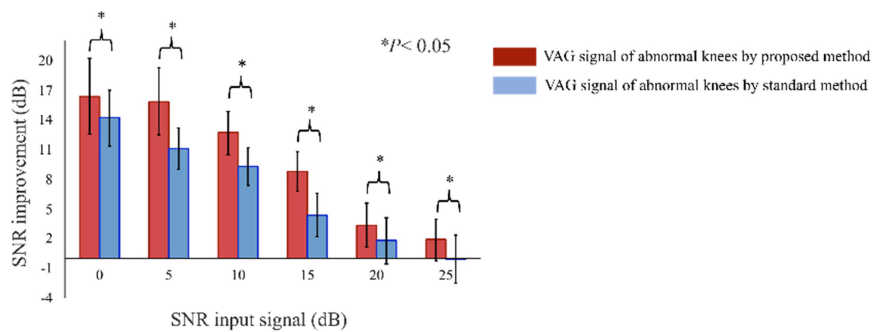 * * * * * *
*P< 0.05
VAG signal of abnormal knees by proposed method
VAG signal of abnormal knees by standard method
SNR improvement (dB)
20
17
14
11
8
5
2
-1
-4
0 5 10 15 20 25
SNR input signal (dB)